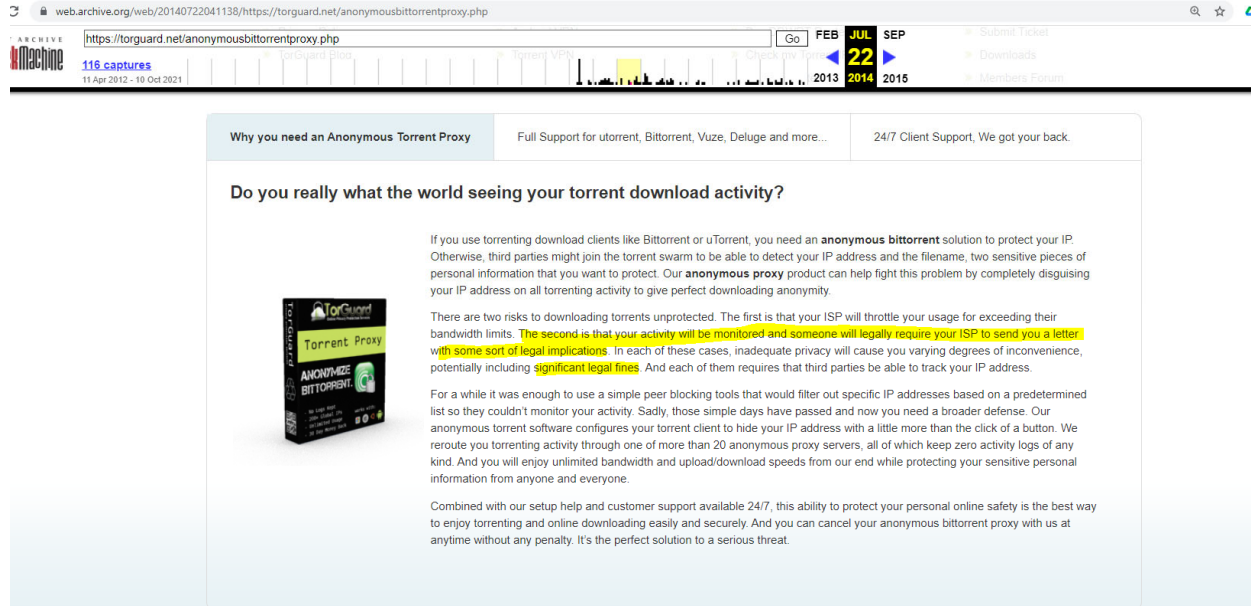 web.archive.org/web/20140722041138/https://torguard.net/anonymousbittorrentproxy.php
ARCHIVE
https://torguard.net/anonymousbittorrentproxy.php
Go
FEB JUL SEP
Submit Ticket
Machine
TorGuard Blog
Torrent VPN
Check my Torrent
22
Downloads
116 captures
11 Apr 2012 - 10 Oct 2021
2013 2014 2015
Members Forum
Why you need an Anonymous Torrent Proxy
Full Support for utorrent, Bittorrent, Vuze, Deluge and more...
24/7 Client Support, We got your back.
Do you really what the world seeing your torrent download activity?
If you use torrenting download clients like Bittorrent or uTorrent, you need an anonymous bittorrent solution to protect your IP.
Otherwise, third parties might join the torrent swarm to be able to detect your IP address and the filename, two sensitive pieces of
personal information that you want to protect. Our anonymous proxy product can help fight this problem by completely disguising
your IP address on all torrenting activity to give perfect downloading anonymity.
There are two risks to downloading torrents unprotected. The first is that your ISP will throttle your usage for exceeding their
bandwidth limits. The second is that your activity will be monitored and someone will legally require your ISP to send you a letter
with some sort of legal implications. In each of these cases, inadequate privacy will cause you varying degrees of inconvenience,
potentially including significant legal fines. And each of them requires that third parties be able to track your IP address.
For a while it was enough to use a simple peer blocking tools that would filter out specific IP addresses based on a predetermined
list so they couldn't monitor your activity. Sadly, those simple days have passed and now you need a broader defense. Our
anonymous torrent software configures your torrent client to hide your IP address with a little more than the click of a button. We
reroute you torrenting activity through one of more than 20 anonymous proxy servers, all of which keep zero activity logs of any
kind. And you will enjoy unlimited bandwidth and upload/download speeds from our end while protecting your sensitive personal
information from anyone and everyone.
Combined with our setup help and customer support available 24/7, this ability to protect your personal online safety is the best way
to enjoy torrenting and online downloading easily and securely. And you can cancel your anonymous bittorrent proxy with us at
anytime without any penalty. It's the perfect solution to a serious threat.
TorGuard
Torrent Proxy
ANONYMIZE
BITTORRENT.
TorGuard